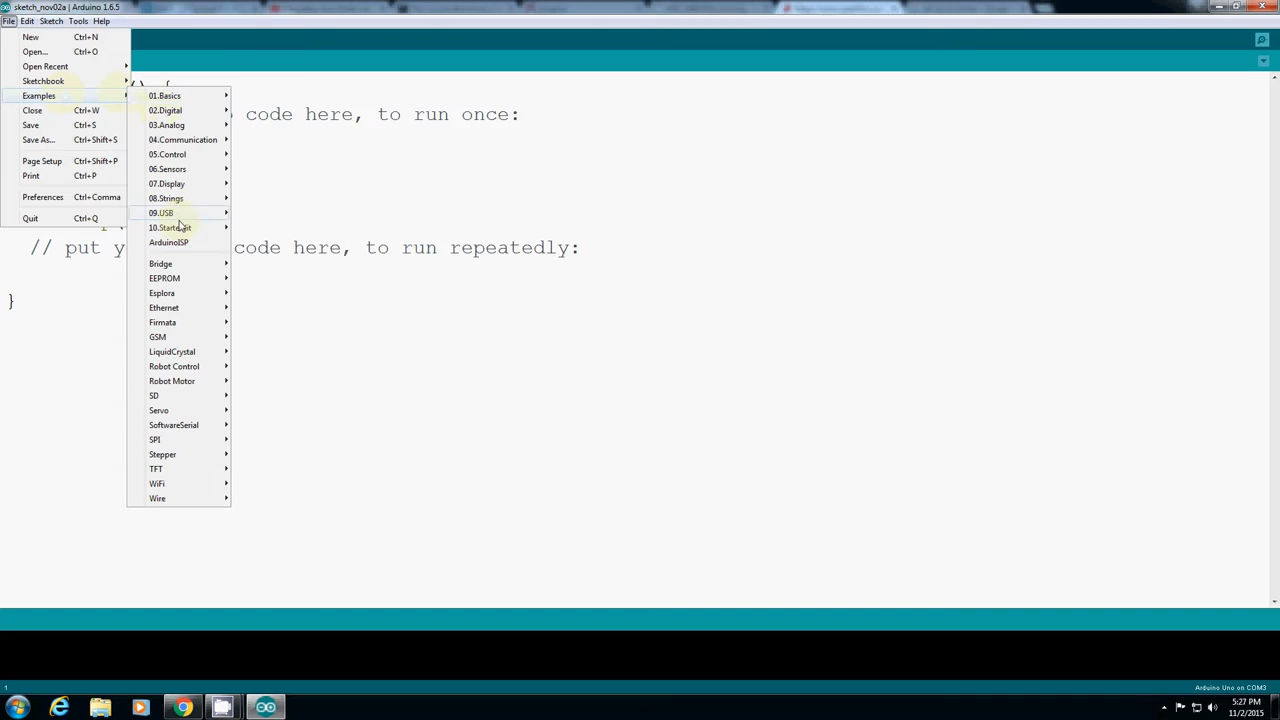 sketch_nov02a | Arduino 1.6.5
File Edit Sketch Tools Help
New Ctrl+N
Open... Ctrl+O
Open Recent
Sketchbook
Examples
Close Ctrl+W
Save Ctrl+S
Save As... Ctrl+Shift+S
Page Setup Ctrl+Shift+P
Print Ctrl+P
Preferences Ctrl+Comma
Quit Ctrl+Q
01.Basics
02.Digital
03.Analog
04.Communication
05.Control
06.Sensors
07.Display
08.Strings
09.USB
10.StarterKit
ArduinoISP
Bridge
EEPROM
Esplora
Ethernet
Firmata
GSM
LiquidCrystal
Robot Control
Robot Motor
SD
Servo
SoftwareSerial
SPI
Stepper
TFT
WiFi
Wire
) {
code here, to run once:
// put y code here, to run repeatedly:
}
1
Arduino Uno on COM3
5:27 PM
11/2/2015